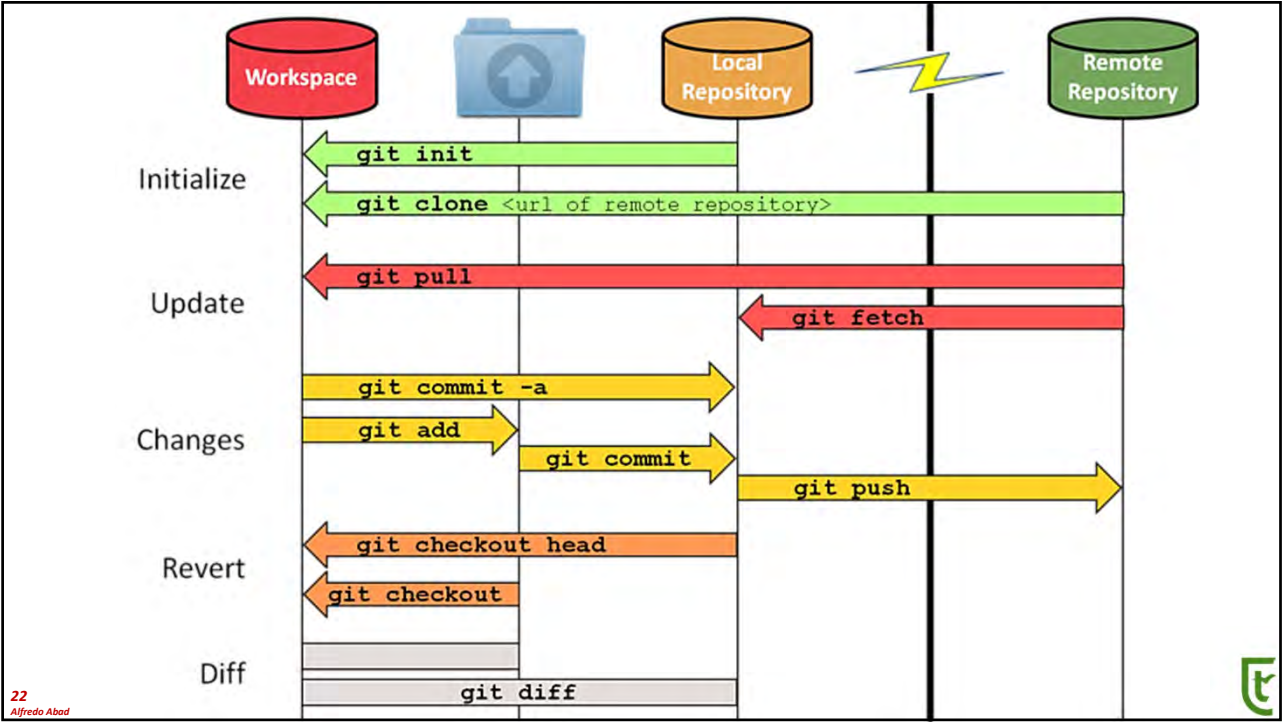 Workspace
Local
Repository
Remote
Repository
Initialize
git init
git clone <url of remote repository>
Update
git pull
git fetch
Changes
git commit -a
git add
git commit
git push
Revert
git checkout head
git checkout
Diff
git diff
22
Alfredo Abad